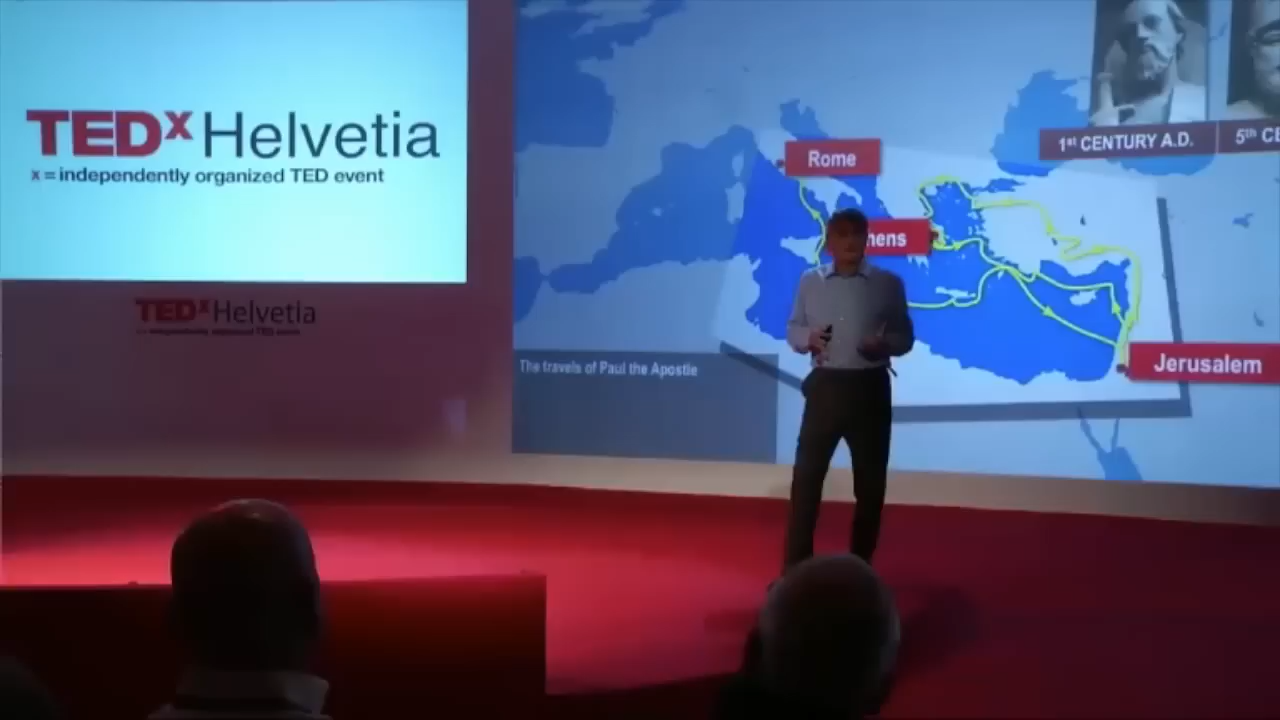 TEDx Helvetia
x = independently organized TED event
TEDx Helvetia
Rome
hens
Jerusalem
1st CENTURY A.D.
5th CE
The travels of Paul the Apostle